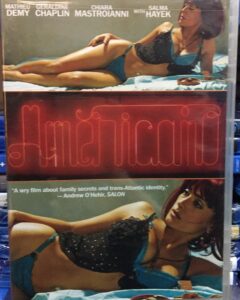 MATHIEU DEMY GERALDINE CHAPLIN CHIARA MASTROIANNI WITH SALMA HAYEK
Américano
"A wry film about family secrets and trans-Atlantic identity."
— Andrew O'Hehir, SALON